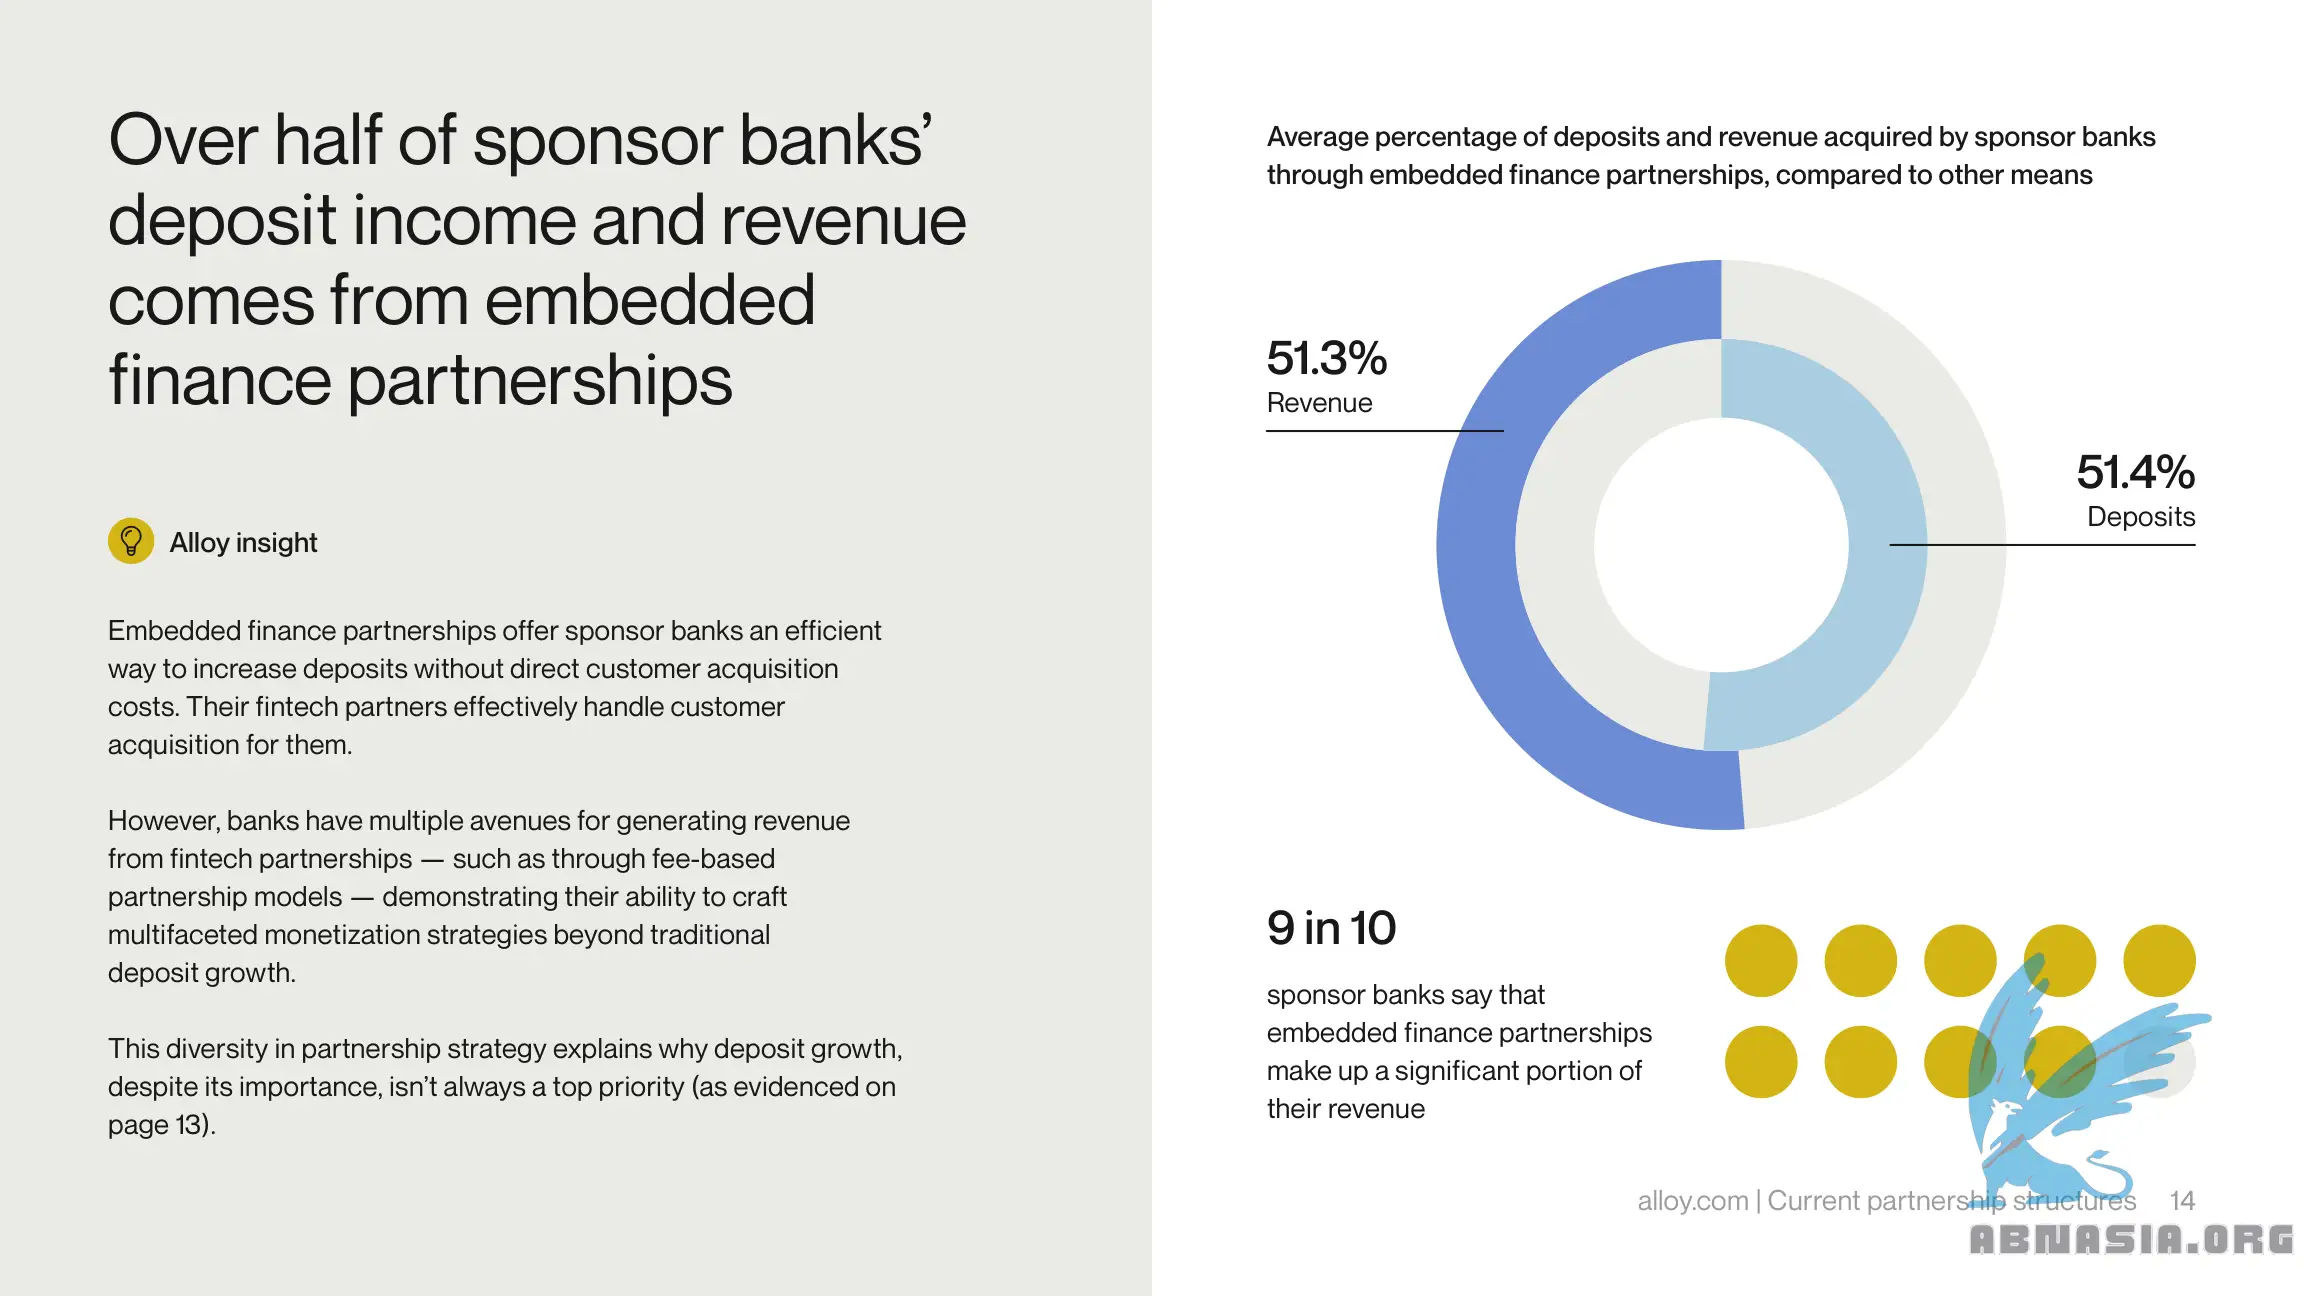 Over half of sponsor banks’
deposit income and revenue
comes from embedded
finance partnerships
Alloy insight
Embedded finance partnerships offer sponsor banks an efficient
way to increase deposits without direct customer acquisition
costs. Their fintech partners effectively handle customer
acquisition for them.
However, banks have multiple avenues for generating revenue
from fintech partnerships — such as through fee-based
partnership models — demonstrating their ability to craft
multifaceted monetization strategies beyond traditional
deposit growth.
This diversity in partnership strategy explains why deposit growth,
despite its importance, isn’t always a top priority (as evidenced on
page 13).
Average percentage of deposits and revenue acquired by sponsor banks
through embedded finance partnerships, compared to other means
51.3%
Revenue
51.4%
Deposits
9 in 10
sponsor banks say that
embedded finance partnerships
make up a significant portion of
their revenue
alloy.com | Current partnership structures 14
ABNASIA.ORG